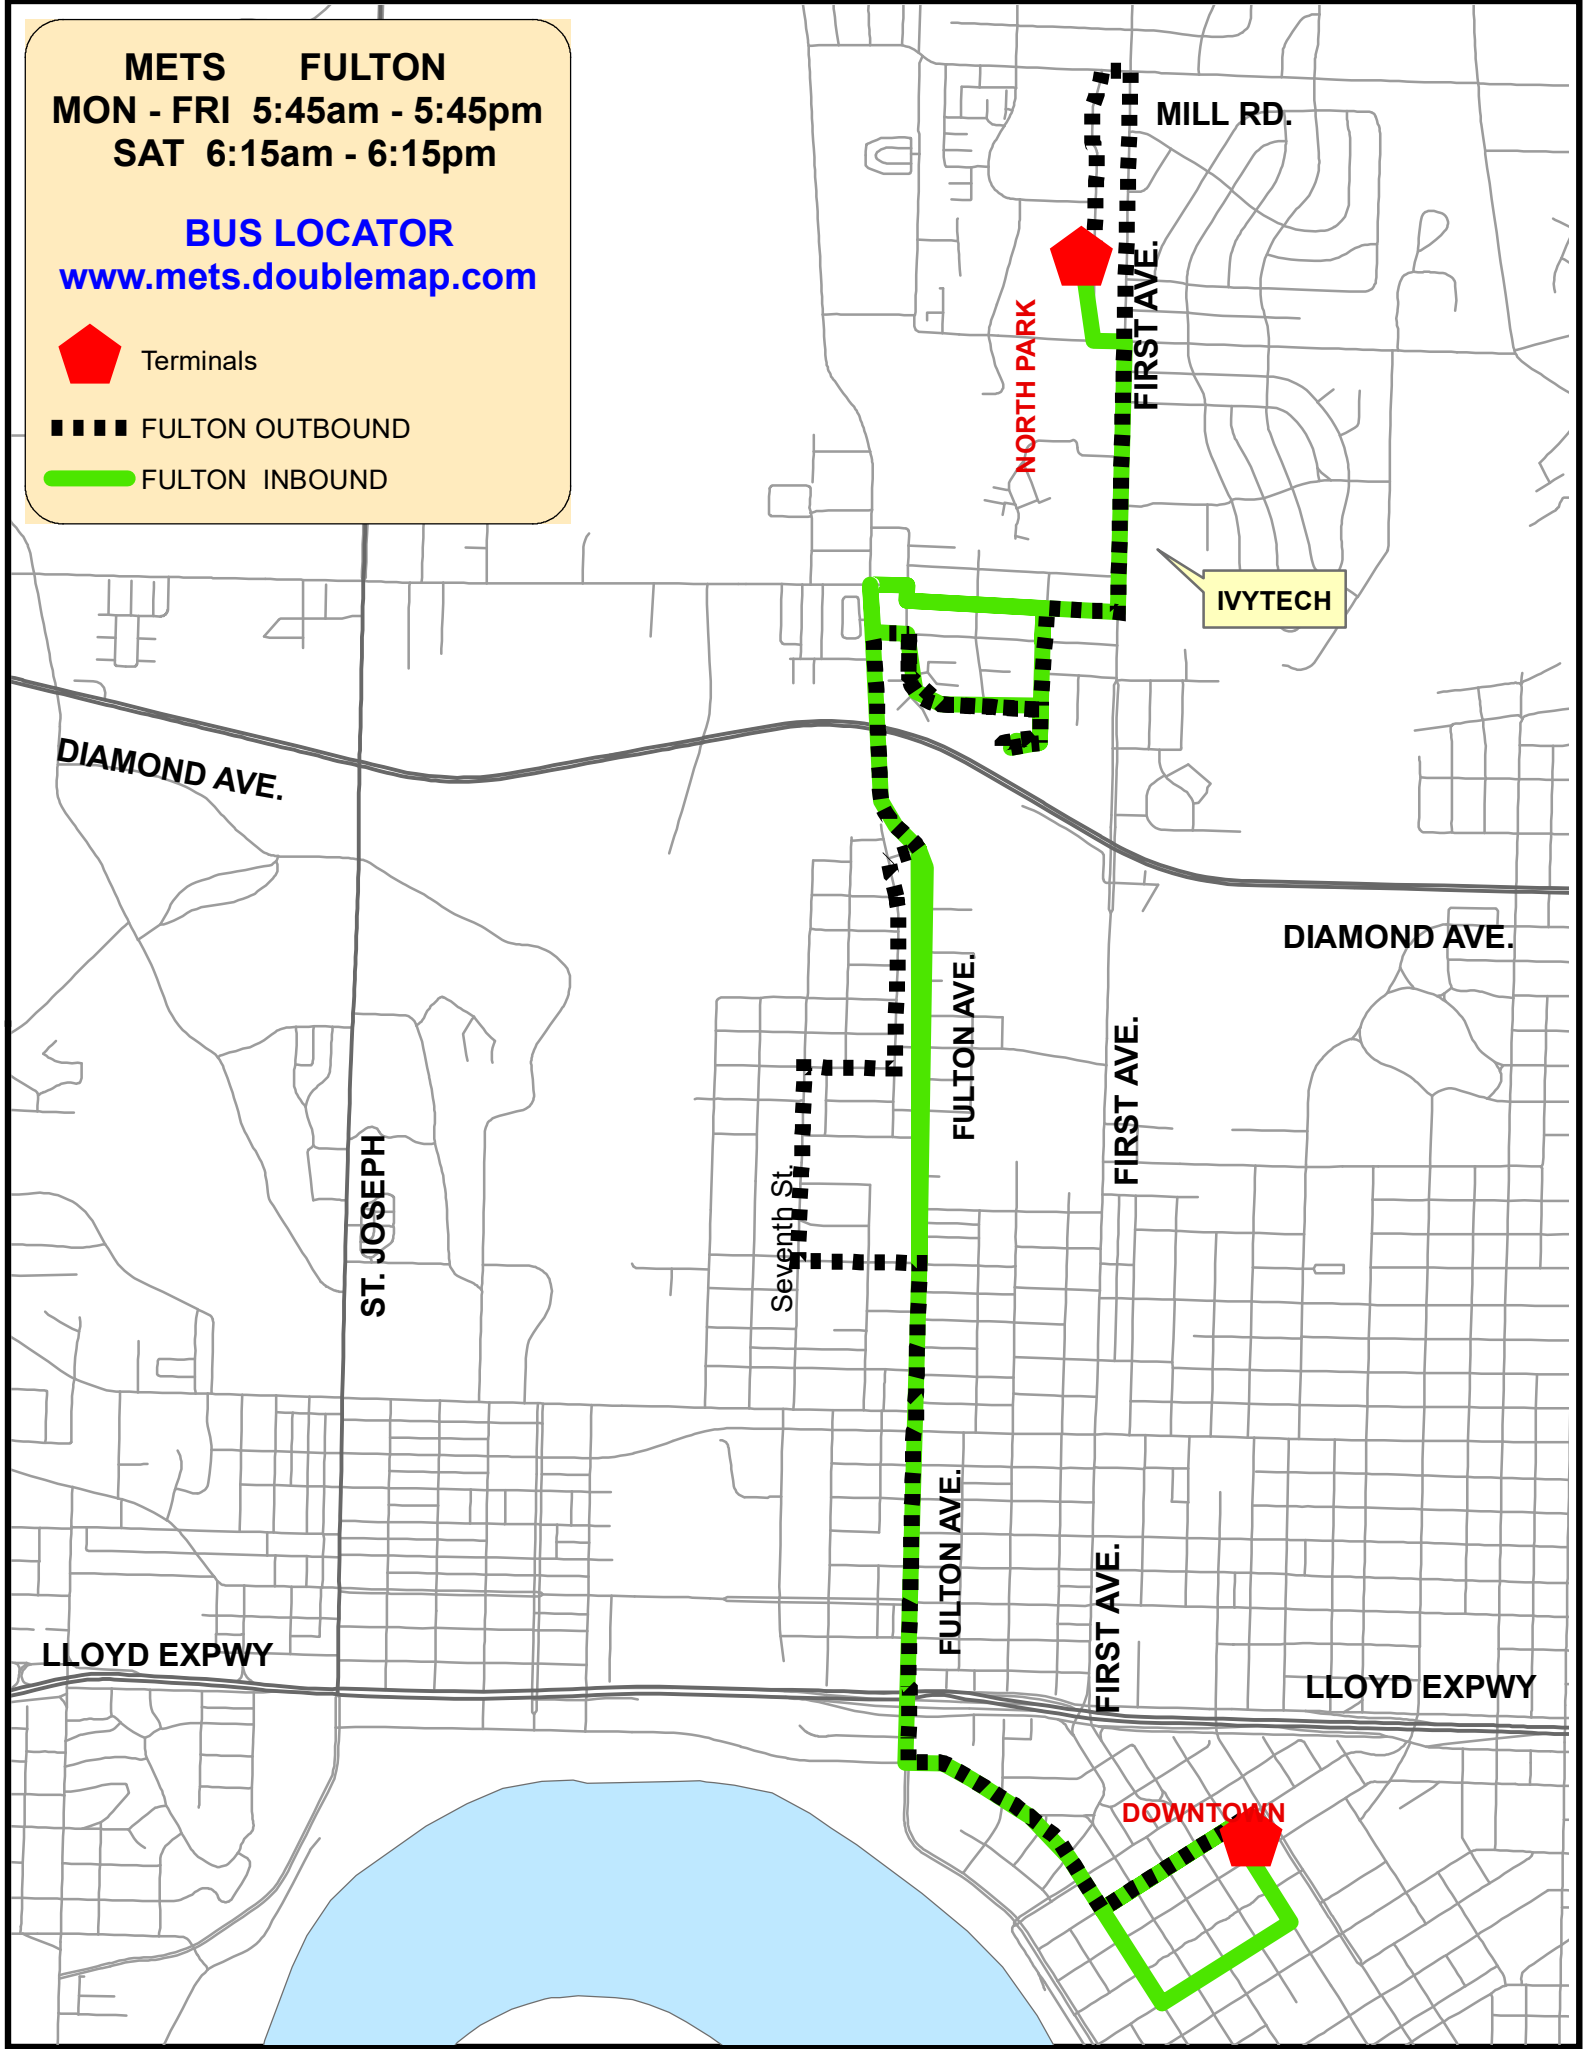 METS FULTON
MON - FRI 5:45am - 5:45pm
SAT 6:15am - 6:15pm
BUS LOCATOR
www.mets.doublemap.com
Terminals
FULTON OUTBOUND
FULTON INBOUND
MILL RD.
FIRST AVE.
NORTH PARK
IVYTECH
DIAMOND AVE.
DIAMOND AVE.
FULTON AVE.
FIRST AVE.
ST. JOSEPH
Seventh St.
FULTON AVE.
FIRST AVE.
LLOYD EXPWY
LLOYD EXPWY
DOWNTOWN